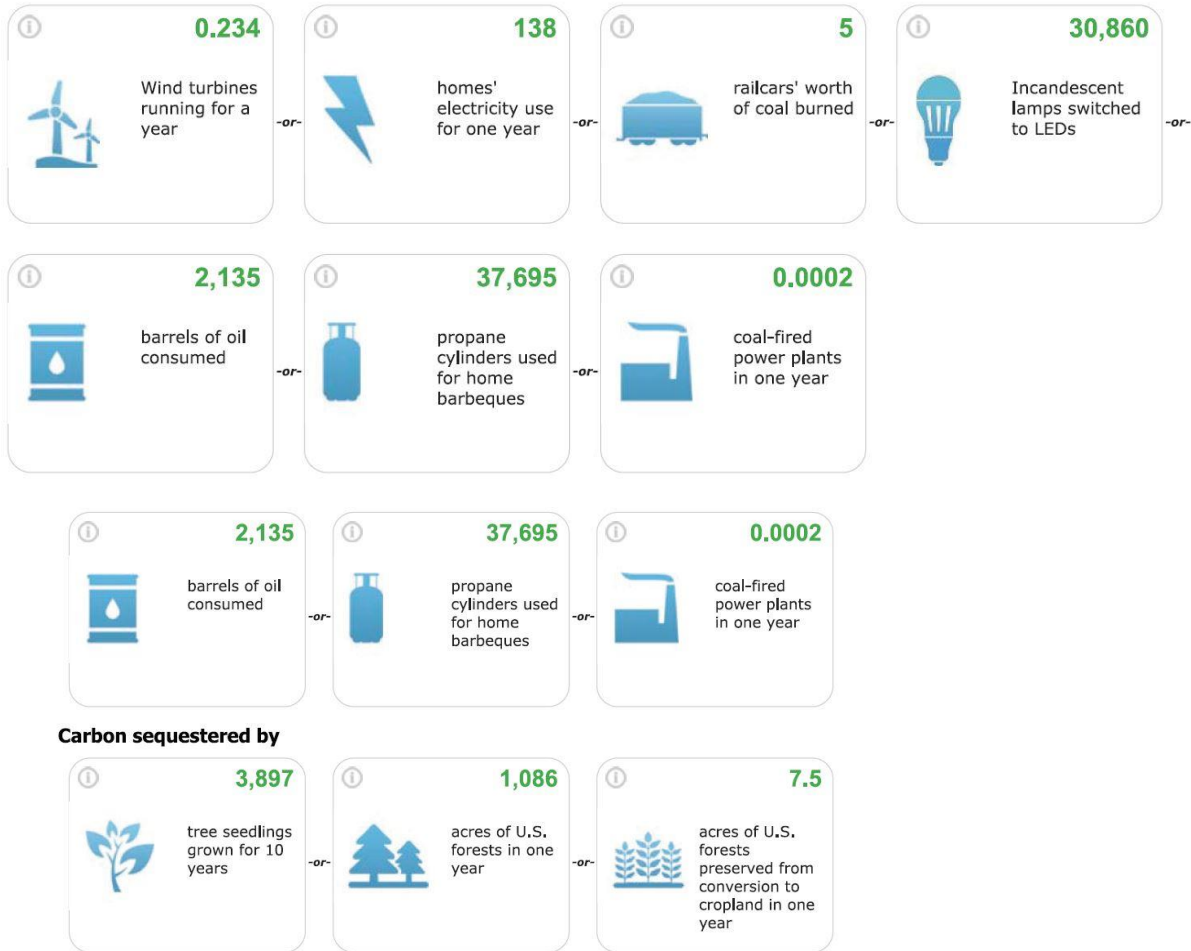 0.234
Wind turbines
running for a
year
-or-
138
homes'
electricity use
for one year
-or-
5
railcars' worth
of coal burned
-or-
30,860
Incandescent
lamps switched
to LEDs
-or-
2,135
barrels of oil
consumed
-or-
37,695
propane
cylinders used
for home
barbeques
-or-
0.0002
coal-fired
power plants
in one year
2,135
barrels of oil
consumed
-or-
37,695
propane
cylinders used
for home
barbeques
-or-
0.0002
coal-fired
power plants
in one year
Carbon sequestered by
3,897
tree seedlings
grown for 10
years
-or-
1,086
acres of U.S.
forests in one
year
-or-
7.5
acres of U.S.
forests
preserved from
conversion to
cropland in one
year